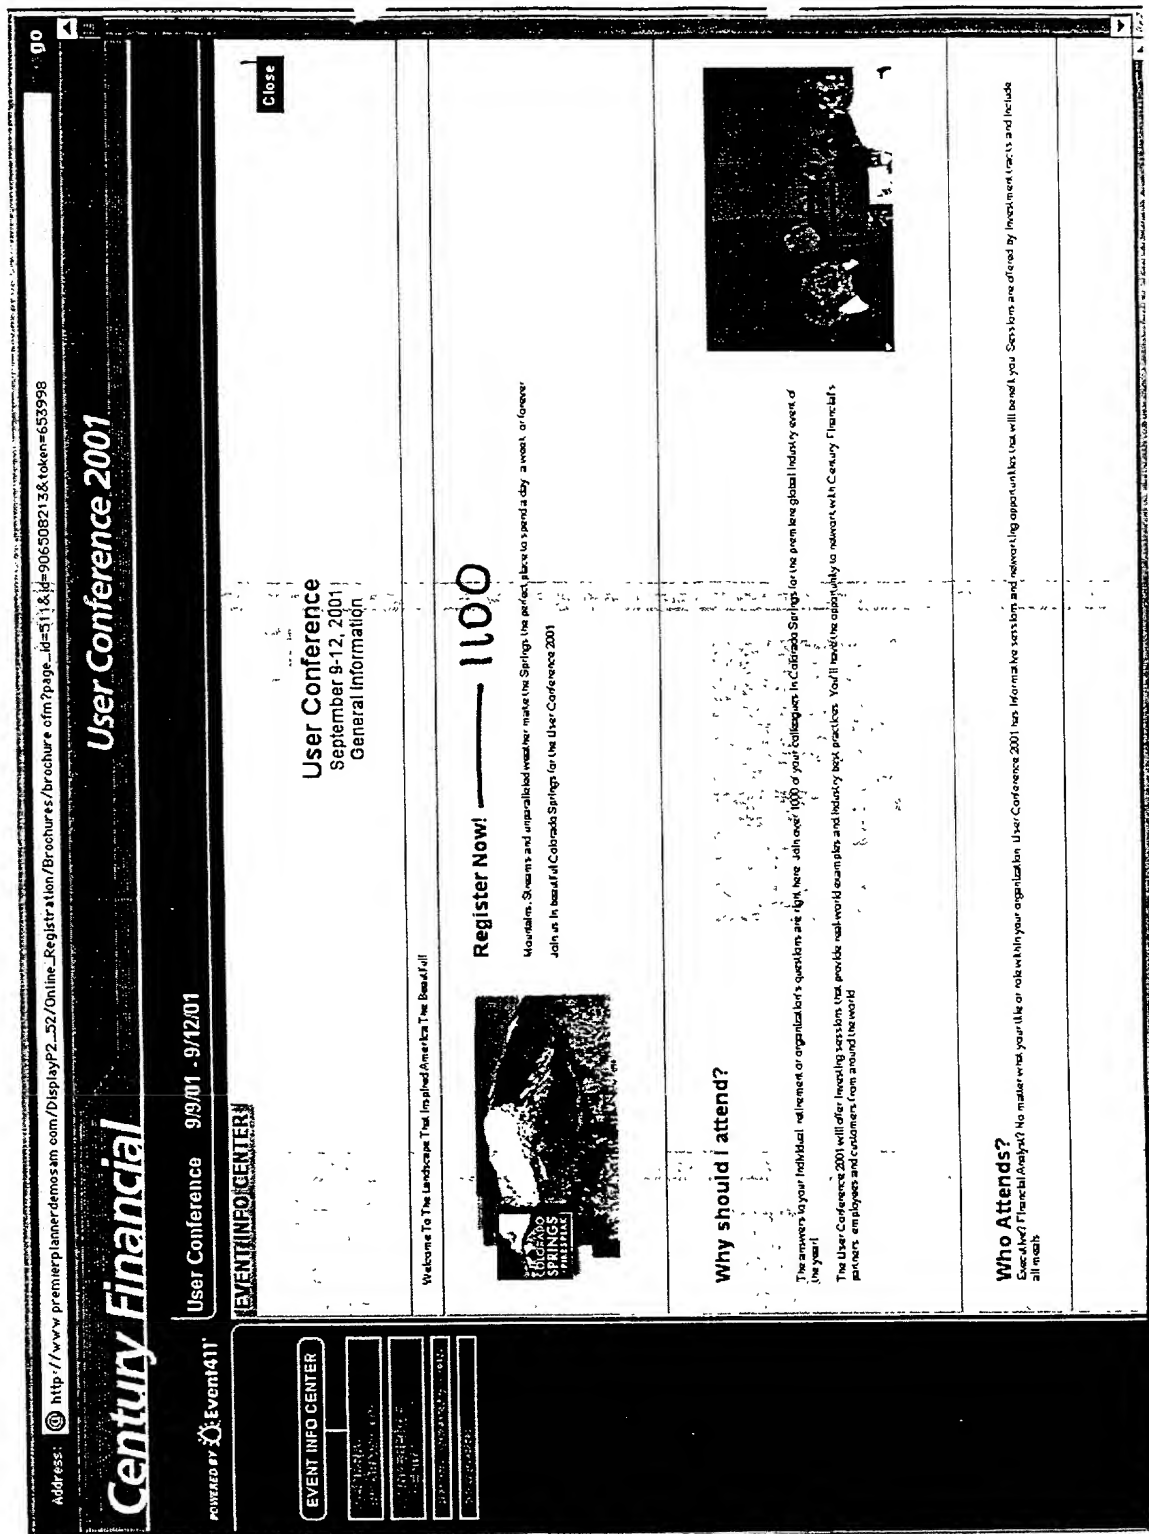 Address: @ http://www premierplannerdemosam com/DisplayP2_52/Online_Registration/Brochures/brochure ofm?page_id=511&id=906508213&token=653998
go
Century Financial
User Conference 2001
POWERED BY Event411
User Conference 9/9/01 - 9/12/01
EVENT INFO CENTER
EVENT INFO CENTER
Close
User Conference
September 9-12, 2001
General Information
Welcome To The Landscape That Inspired America The Beautiful!
COLORADO
SPRINGS
Register Now! 1100
Mountains, Streams and unparalleled weather make the Springs the perfect place to spend a day a week or forever
Join us in beautiful Colorado Springs for the User Conference 2001
Why should I attend?
The answers to your individual retirement or organization's questions are right here Join over 1000 of your colleagues in Colorado Springs for the premiere global industry event of
the year!
The User Conference 2001 will offer investing sessions that provide real-world examples and industry best practices You'll have the opportunity to network with Century Financial's
partners employees and customers from around the world
Who Attends?
Executive? Financial Analyst? No matter what your title or role within your organization User Conference 2001 has informative sessions and networking opportunities that will benefit you Sessions are offered by investment tracts and include
all meals